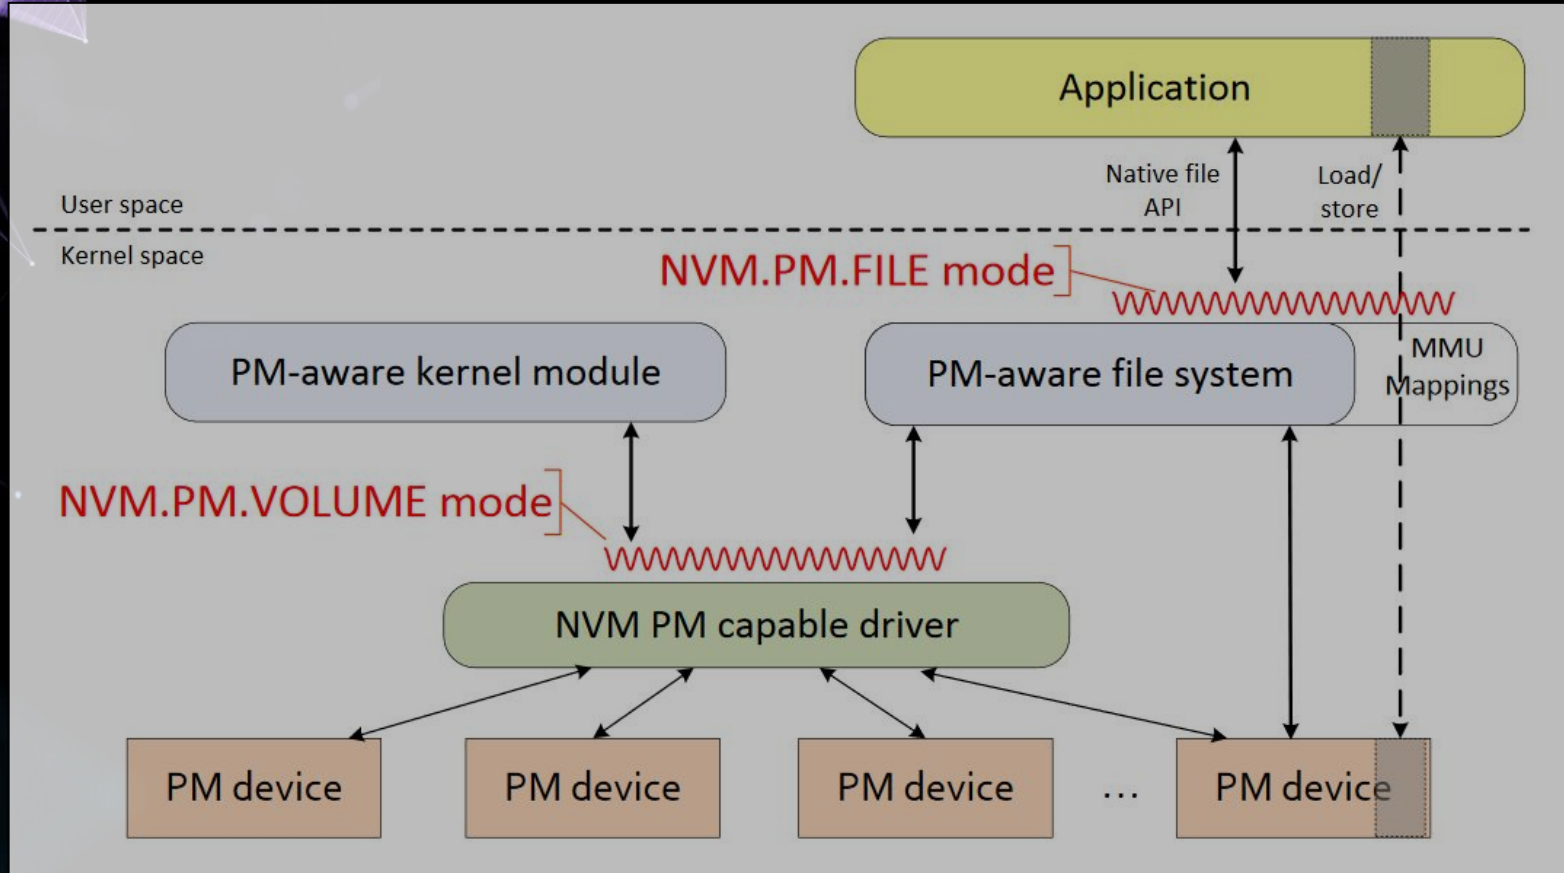 Application
Native file
API
Load/
store
User space
Kernel space
NVM.PM.FILE mode
PM-aware kernel module
PM-aware file system
MMU
Mappings
NVM.PM.VOLUME mode
NVM PM capable driver
PM device
PM device
PM device
...
PM device